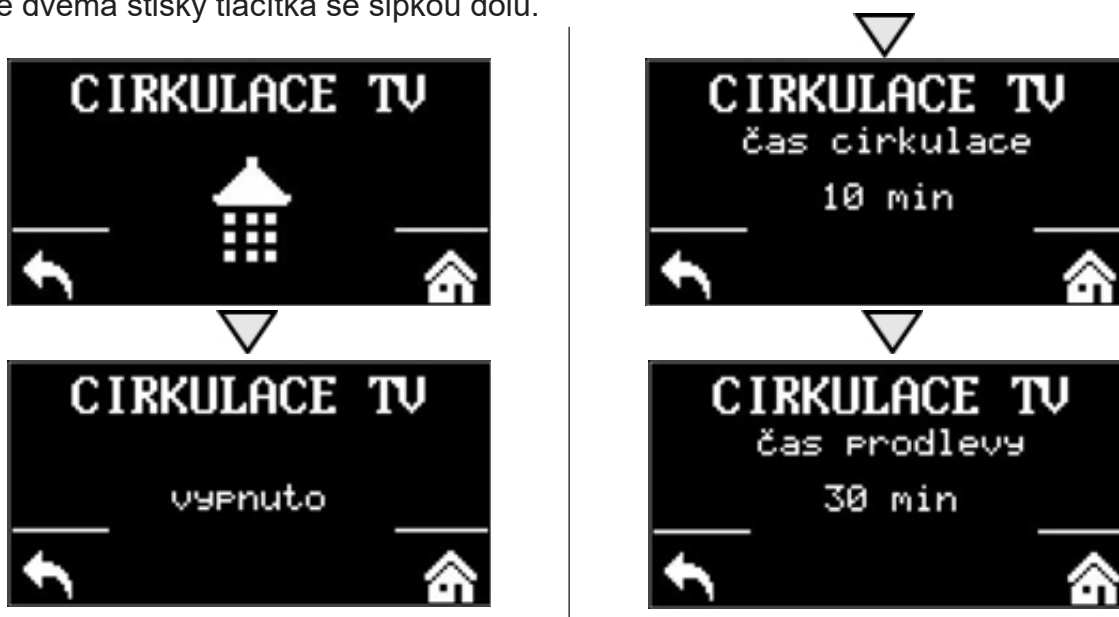 dvěma stisky tlačítka se šipkou dolů.
CIRKULACE TV
CIRKULACE TV
vypnuto
CIRKULACE TV
čas cirkulace
10 min
CIRKULACE TV
čas prodlevy
30 min